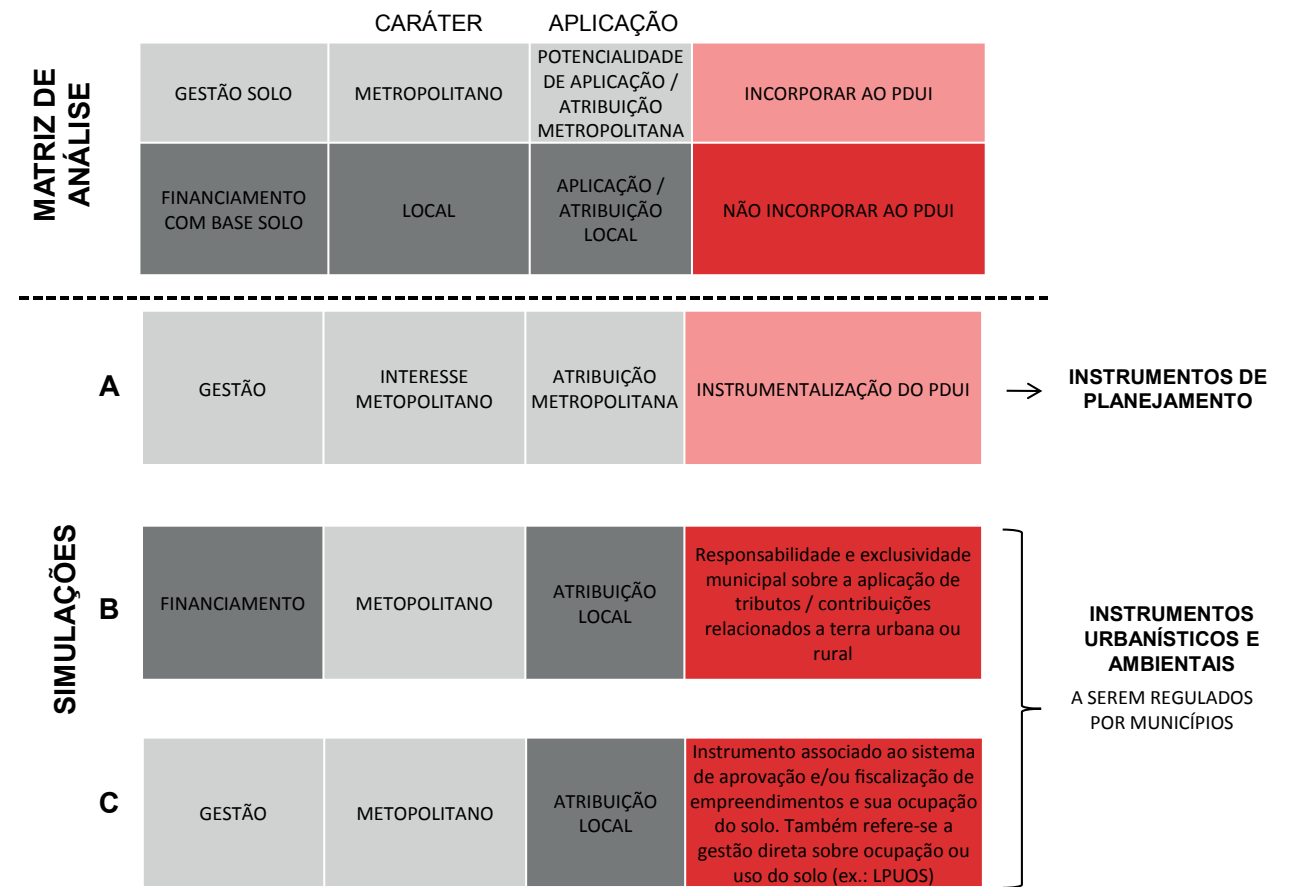 CARÁTER
APLICAÇÃO
MATRIZ DE
ANÁLISE
GESTÃO SOLO
METROPOLITANO
POTENCIALIDADE
DE APLICAÇÃO /
ATRIBUIÇÃO
METROPOLITANA
INCORPORAR AO PDUI
FINANCIAMENTO
COM BASE SOLO
LOCAL
APLICAÇÃO /
ATRIBUIÇÃO
LOCAL
NÃO INCORPORAR AO PDUI
SIMULAÇÕES
A
GESTÃO
INTERESSE
METOPOLITANO
ATRIBUIÇÃO
METROPOLITANA
INSTRUMENTALIZAÇÃO DO PDUI
INSTRUMENTOS DE
PLANEJAMENTO
B
FINANCIAMENTO
METOPOLITANO
ATRIBUIÇÃO
LOCAL
Responsabilidade e exclusividade
municipal sobre a aplicação de
tributos / contribuições
relacionados a terra urbana ou
rural
C
GESTÃO
METOPOLITANO
ATRIBUIÇÃO
LOCAL
Instrumento associado ao sistema
de aprovação e/ou fiscalização de
empreendimentos e sua ocupação
do solo. Também refere-se a
gestão direta sobre ocupação ou
uso do solo (ex.: LPUOS)
INSTRUMENTOS
URBANÍSTICOS E
AMBIENTAIS
A SEREM REGULADOS
POR MUNICÍPIOS